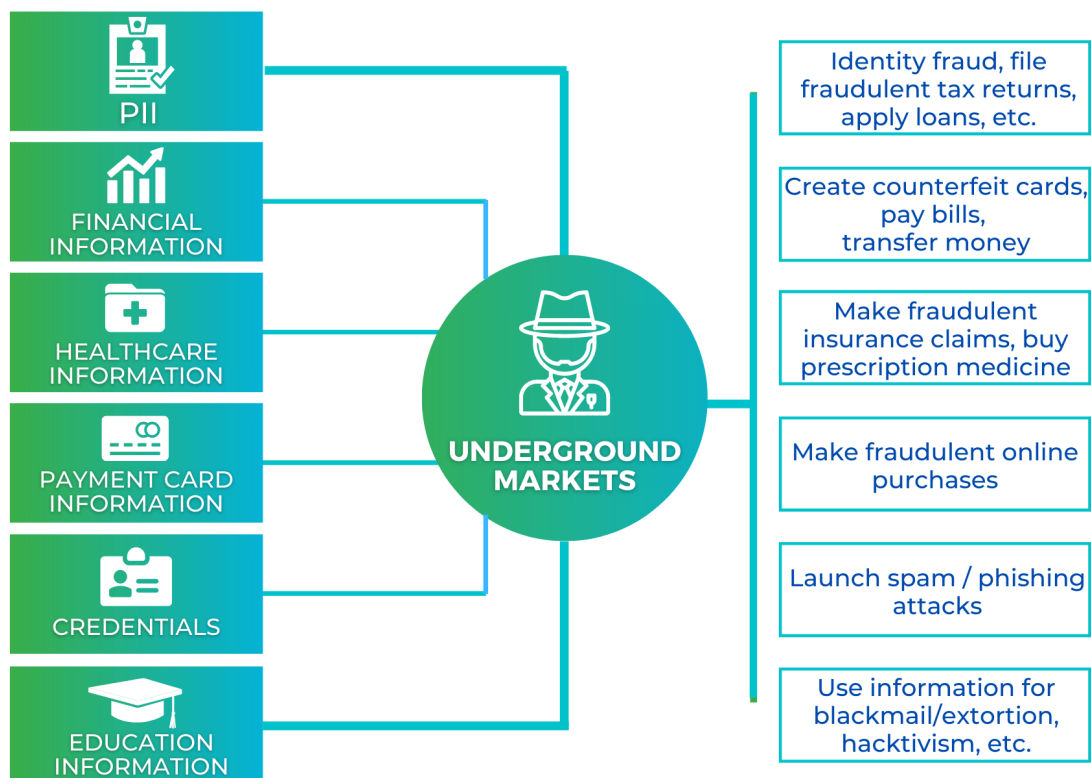 PII
FINANCIAL
INFORMATION
HEALTHCARE
INFORMATION
PAYMENT CARD
INFORMATION
CREDENTIALS
EDUCATION
INFORMATION
UNDERGROUND
MARKETS
Identity fraud, file
fraudulent tax returns,
apply loans, etc.
Create counterfeit cards,
pay bills,
transfer money
Make fraudulent
insurance claims, buy
prescription medicine
Make fraudulent online
purchases
Launch spam / phishing
attacks
Use information for
blackmail/extortion,
hacktivism, etc.